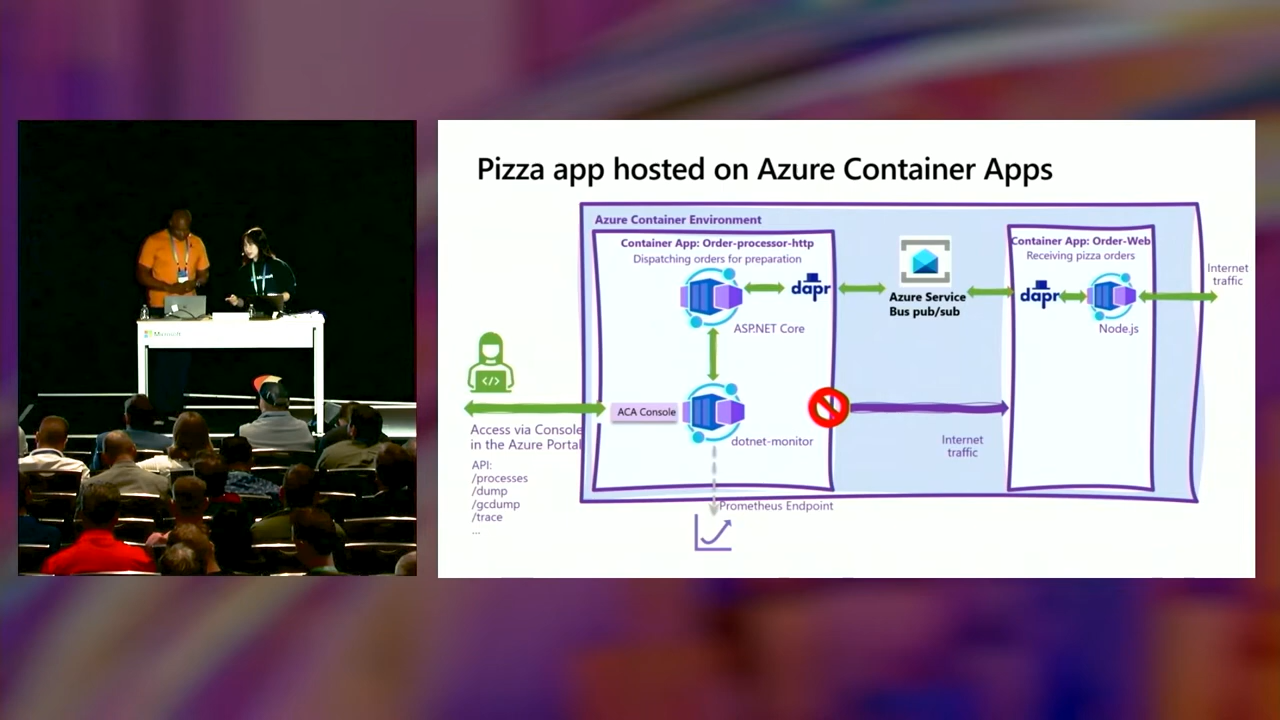 Pizza app hosted on Azure Container Apps
Azure Container Environment
Container App: Order-processor-http
Dispatching orders for preparation
dapr
ASP.NET Core
Azure Service
Bus pub/sub
Container App: Order-Web
Receiving pizza orders
dapr
Node.js
Internet
traffic
Microsoft
ACA Console
dotnet-monitor
Internet
traffic
Access via Console
in the Azure Portal
API:
/processes
/dump
/gcdump
/trace
...
Prometheus Endpoint